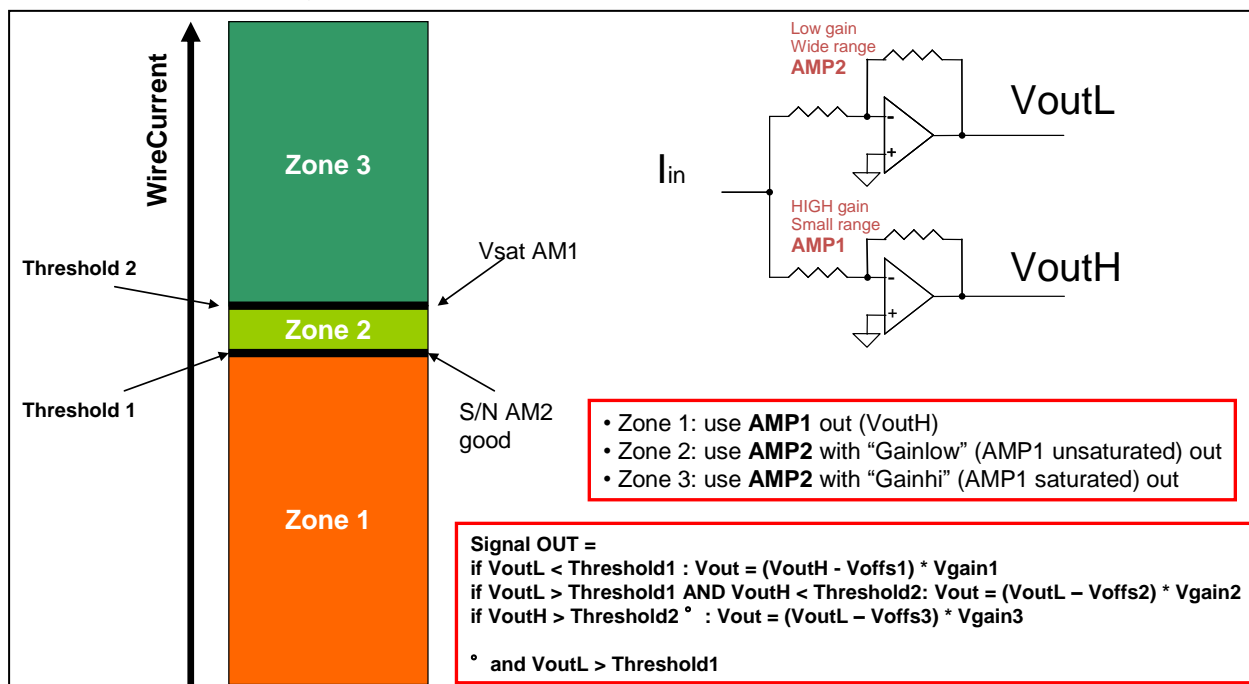 WireCurrent
Zone 3
Threshold 2
Vsat AM1
Zone 2
Threshold 1
S/N AM2
good
Zone 1
Low gain
Wide range
AMP2
-
+
VoutL
Iin
HIGH gain
Small range
AMP1
-
+
VoutH
• Zone 1: use AMP1 out (VoutH)
• Zone 2: use AMP2 with “Gainlow” (AMP1 unsaturated) out
• Zone 3: use AMP2 with “Gainhi” (AMP1 saturated) out
Signal OUT =
if VoutL < Threshold1 : Vout = (VoutH - Voffs1) * Vgain1
if VoutL > Threshold1 AND VoutH < Threshold2: Vout = (VoutL – Voffs2) * Vgain2
if VoutH > Threshold2 ° : Vout = (VoutL – Voffs3) * Vgain3
° and VoutL > Threshold1